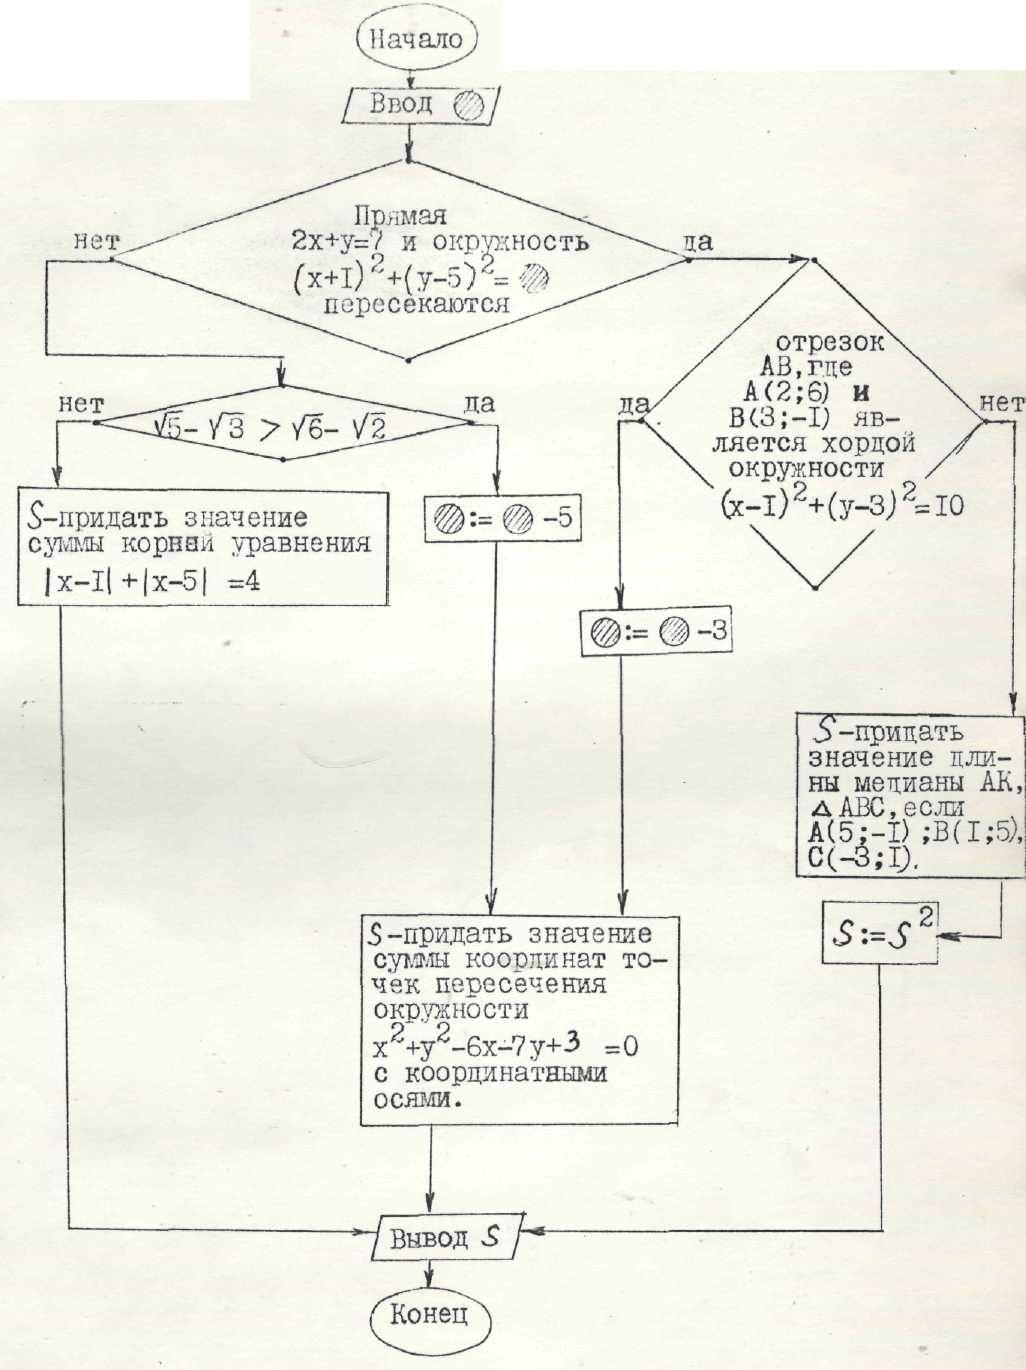 Начало
Ввод
Прямая
2x+y=7 и окружность
(x+I)²+(y-5)²=
пересекаются
нет
да
отрезок
АВ,где
А(2;6) и
В(3;-I) яв-
ляется хордой
окружности
(x-I)²+(y-3)²=I0
да
нет
√5-√3 > √6-√2
нет
да
S-придать значение
суммы корней уравнения
|x-I|+|x-5| =4
:= -5
:= -3
S-придать
значение дли-
ны медианы АК,
Δ АВС,если
А(5;-I) ;В(I;5),
С(-3;I).
S:=S²
S-придать значение
суммы координат то-
чек пересечения
окружности
x²+y²-6x-7y+3 =0
с координатными
осями.
Вывод S
Конец